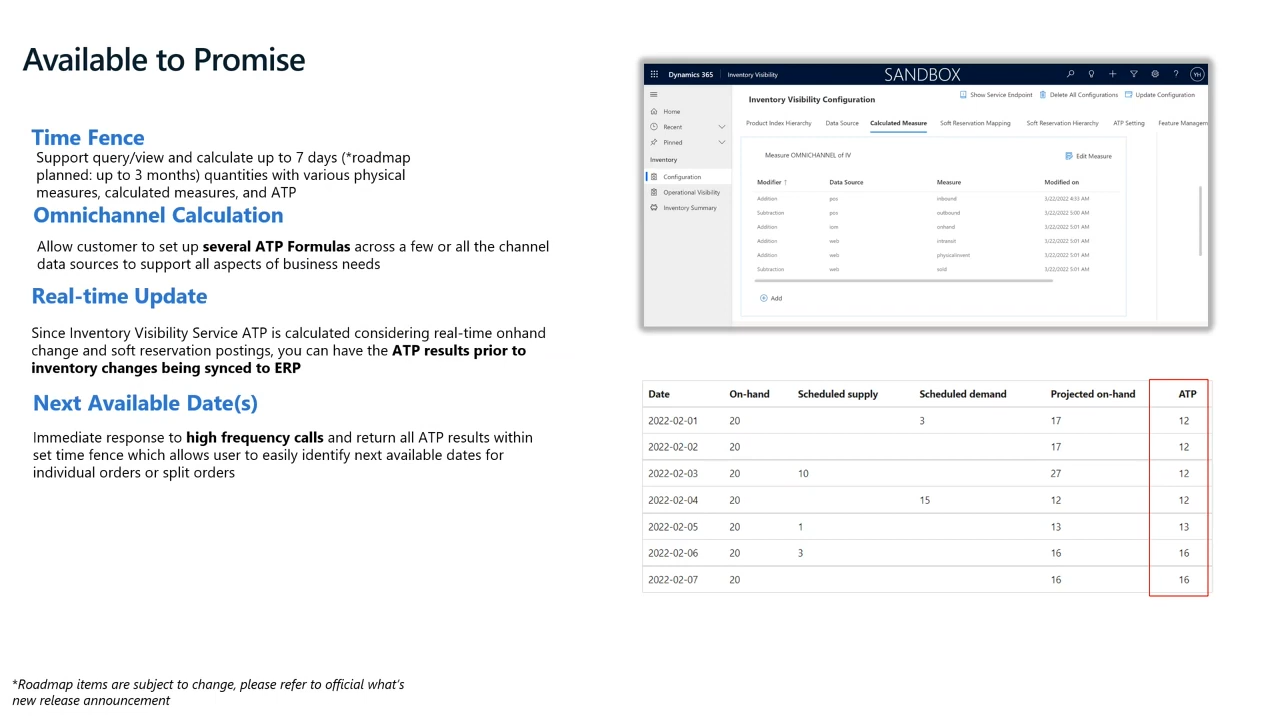 Available to Promise
Time Fence
Support query/view and calculate up to 7 days (*roadmap
planned: up to 3 months) quantities with various physical
measures, calculated measures, and ATP
Omnichannel Calculation
Allow customer to set up several ATP Formulas across a few or all the channel
data sources to support all aspects of business needs
Real-time Update
Since Inventory Visibility Service ATP is calculated considering real-time onhand
change and soft reservation postings, you can have the ATP results prior to
inventory changes being synced to ERP
Next Available Date(s)
Immediate response to high frequency calls and return all ATP results within
set time fence which allows user to easily identify next available dates for
individual orders or split orders
*Roadmap items are subject to change, please refer to official what's
new release announcement
Dynamics 365 Inventory Visibility SANDBOX ? YH
Home
Recent
Pinned
Inventory
Configuration
Operational Visibility
Inventory Summary
Inventory Visibility Configuration Show Service Endpoint Delete All Configurations Update Configuration
Product Index Hierarchy Data Source Calculated Measure Soft Reservation Mapping Soft Reservation Hierarchy ATP Setting Feature Managem
Measure OMNICHANNEL of IV Edit Measure
Modifier ↑ Data Source Measure Modified on
Addition pos inbound 3/22/2022 4:33 AM
Subtraction pos outbound 3/22/2022 5:00 AM
Addition iom onhand 3/22/2022 5:01 AM
Addition web intransit 3/22/2022 5:01 AM
Addition web physicalinvent 3/22/2022 5:01 AM
Subtraction web sold 3/22/2022 5:01 AM
Add
Date On-hand Scheduled supply Scheduled demand Projected on-hand ATP
2022-02-01 20 3 17 12
2022-02-02 20 17 12
2022-02-03 20 10 27 12
2022-02-04 20 15 12 12
2022-02-05 20 1 13 13
2022-02-06 20 3 16 16
2022-02-07 20 16 16